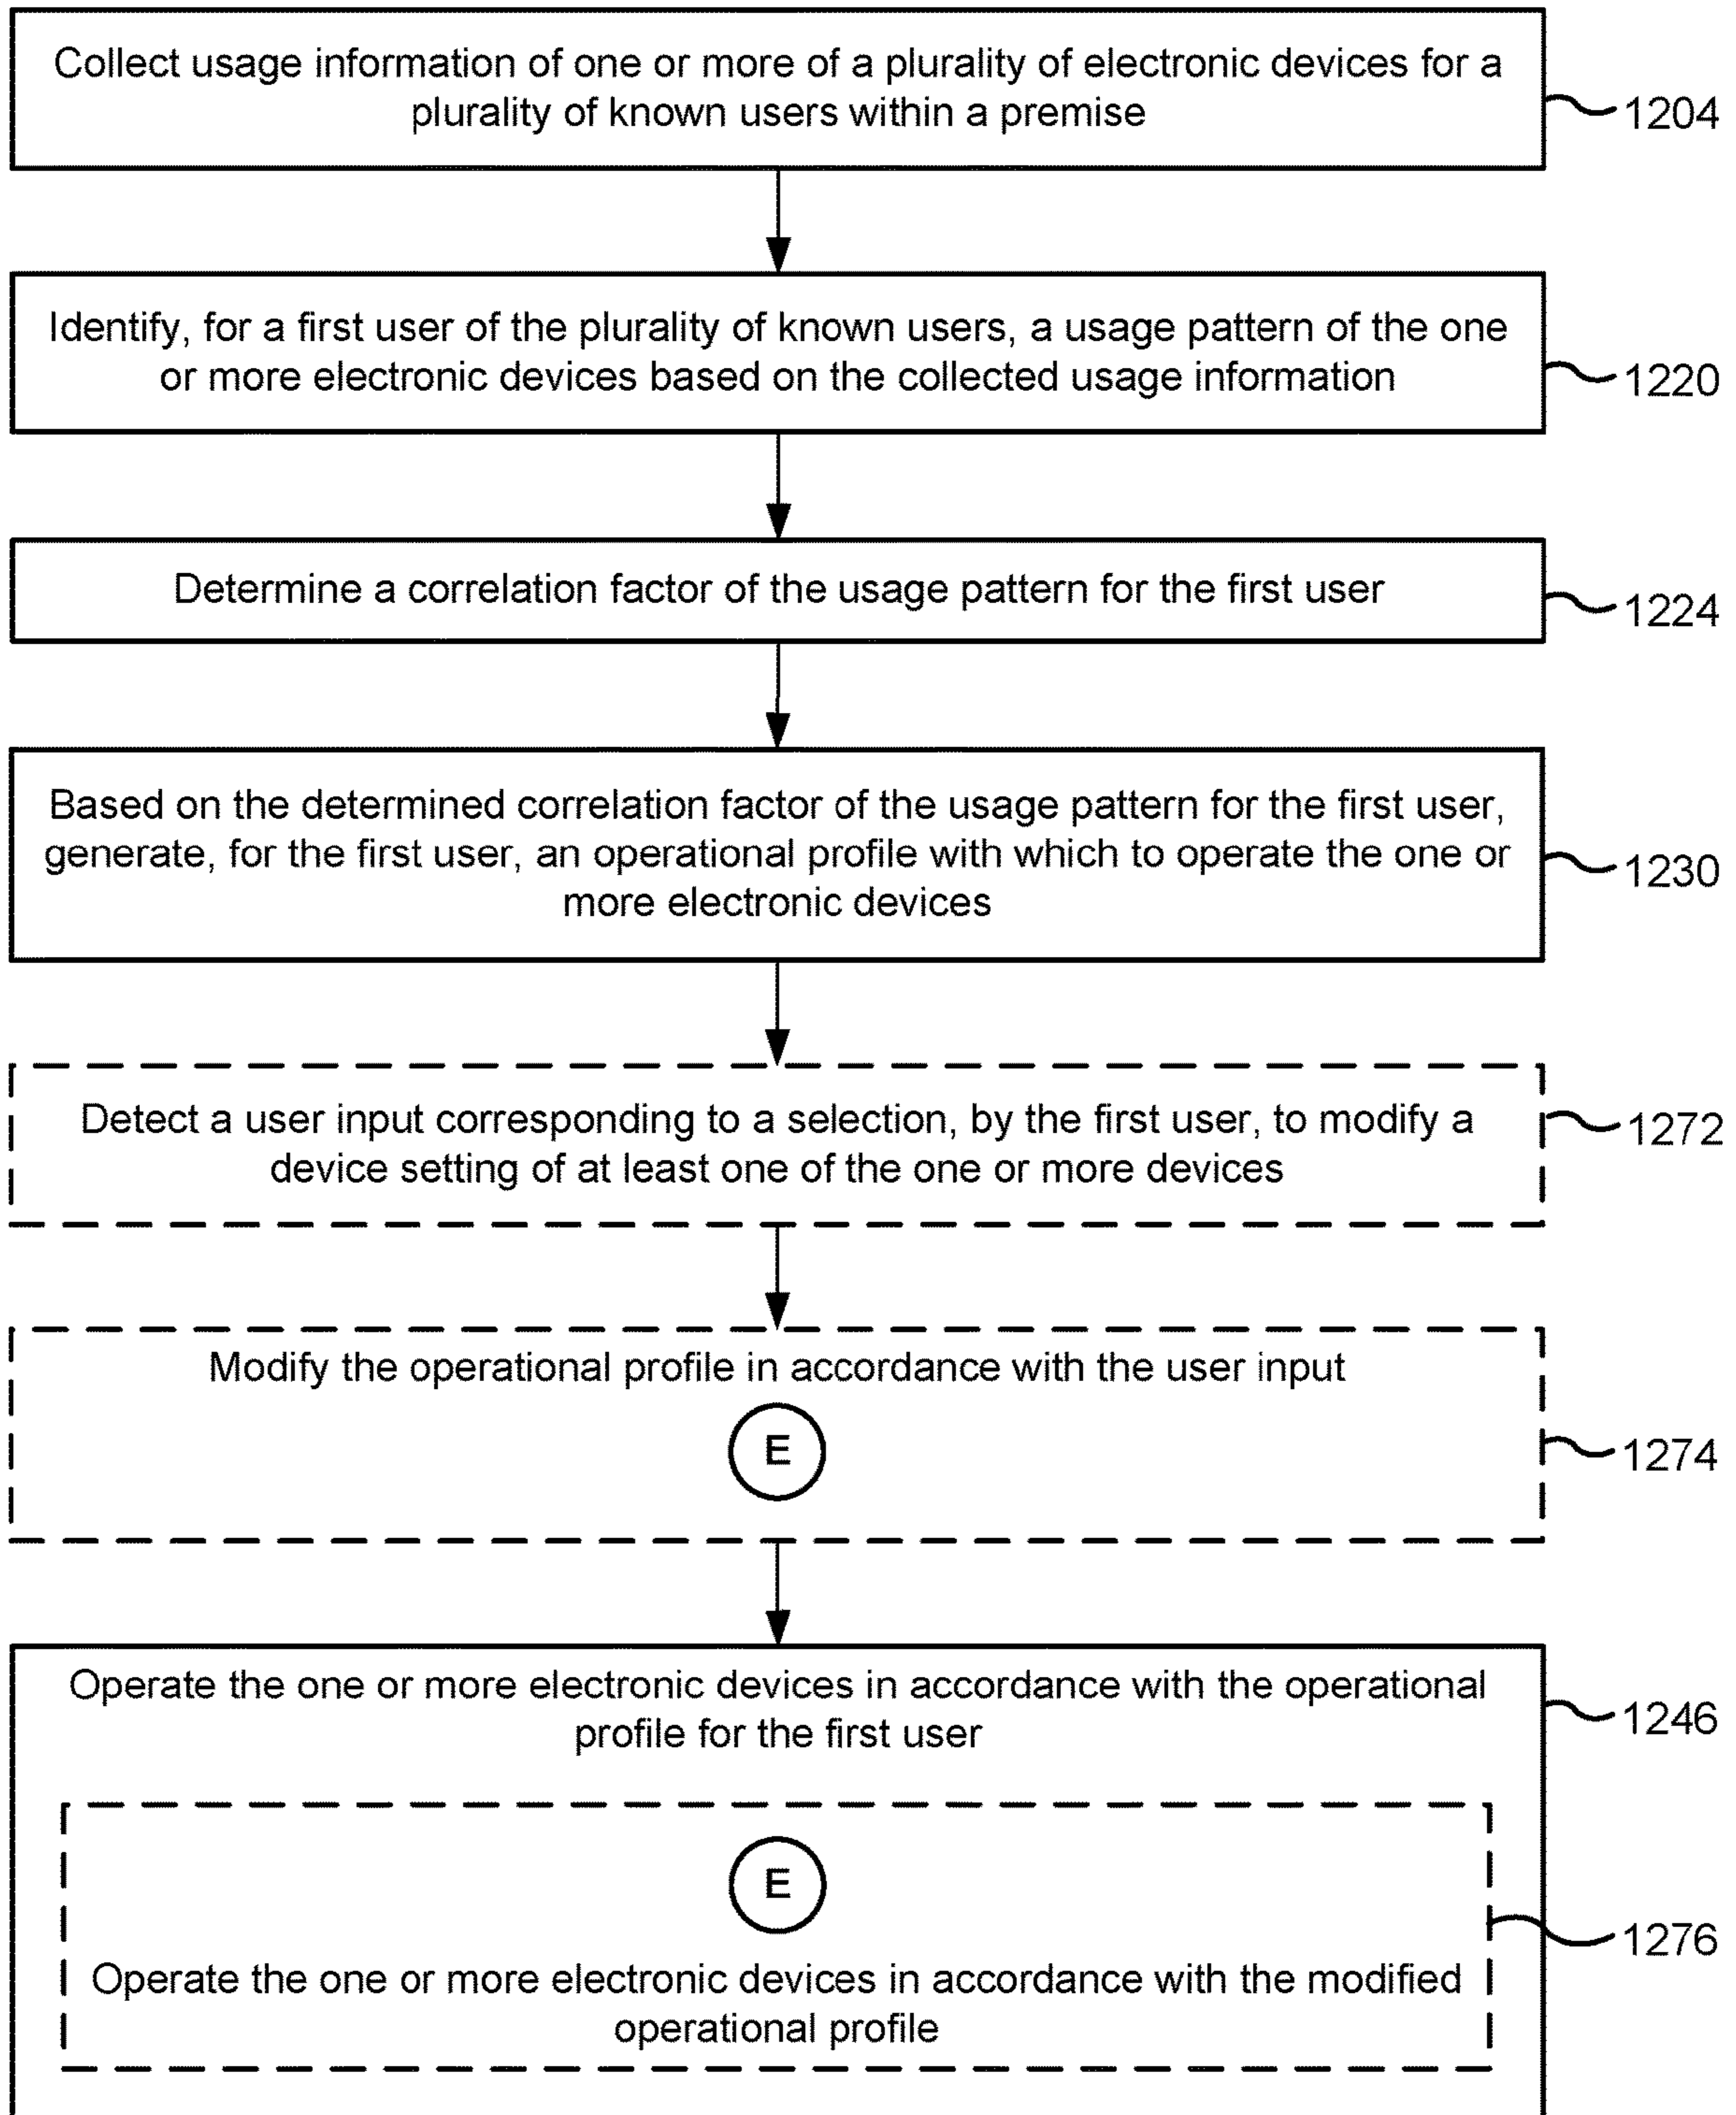 Collect usage information of one or more of a plurality of electronic devices for a
plurality of known users within a premise
1204
Identify, for a first user of the plurality of known users, a usage pattern of the one
or more electronic devices based on the collected usage information
1220
Determine a correlation factor of the usage pattern for the first user
1224
Based on the determined correlation factor of the usage pattern for the first user,
generate, for the first user, an operational profile with which to operate the one or
more electronic devices
1230
Detect a user input corresponding to a selection, by the first user, to modify a
device setting of at least one of the one or more devices
1272
Modify the operational profile in accordance with the user input
E
1274
Operate the one or more electronic devices in accordance with the operational
profile for the first user
1246
E
Operate the one or more electronic devices in accordance with the modified
operational profile
1276